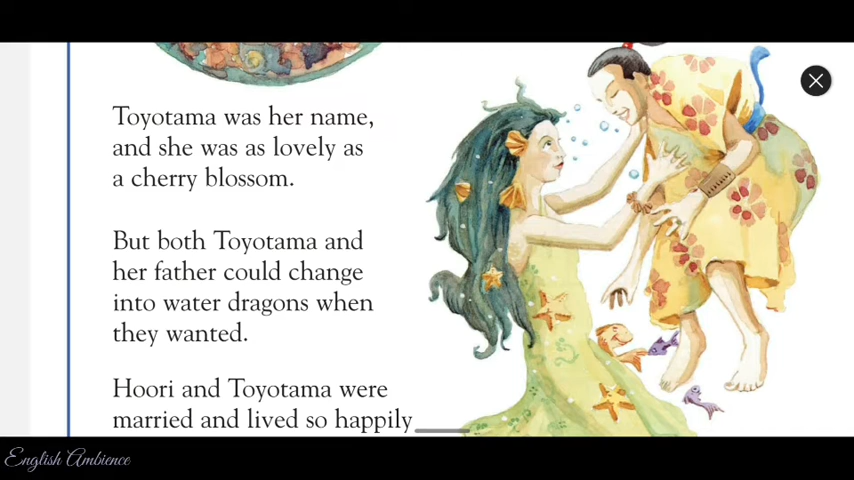 Toyotama was her name,
and she was as lovely as
a cherry blossom.
But both Toyotama and
her father could change
into water dragons when
they wanted.
Hoori and Toyotama were
married and lived so happily
English Ambience